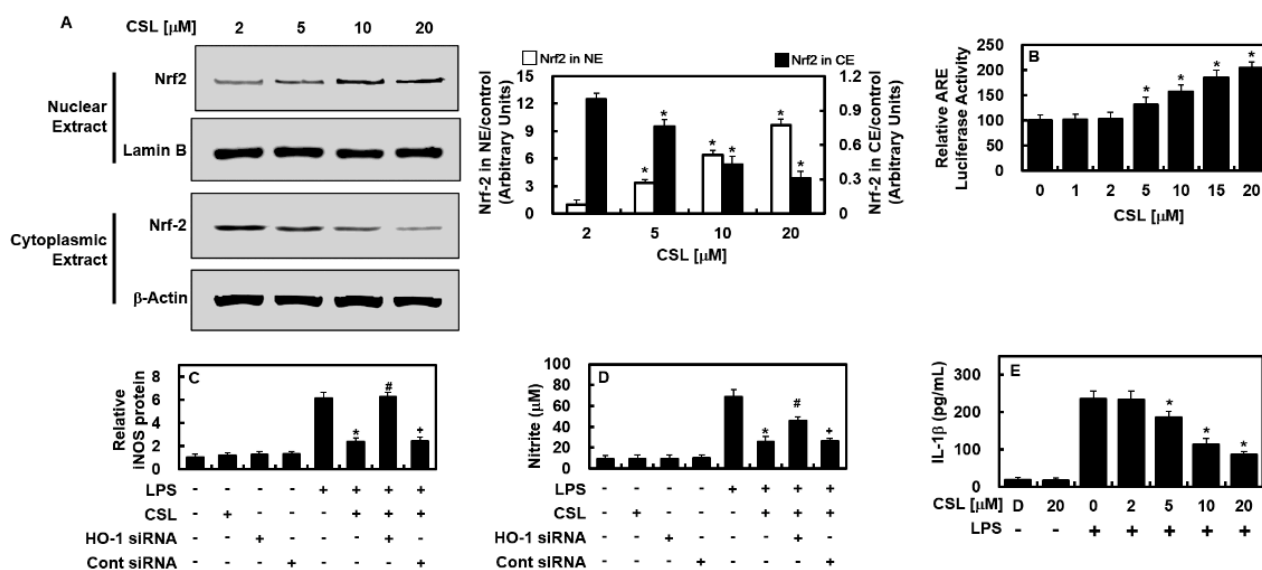 A
CSL [μM] 2 5 10 20
Nuclear Extract
Nrf2
Lamin B
Cytoplasmic Extract
Nrf-2
β-Actin
Nrf2 in NE Nrf2 in CE
Nrf-2 in NE/control (Arbitrary Units)
15
12
9
6
3
0
* * * * * *
1.2
0.9
0.6
0.3
0
Nrf-2 in CE/control (Arbitrary Units)
2 5 10 20
CSL [μM]
B
Relative ARE Luciferase Activity
250
200
150
100
50
0
* * * *
0 1 2 5 10 15 20
CSL [μM]
C
Relative iNOS protein
8
6
4
2
0
* # +
LPS - - - - + + + +
CSL - + - - - + + +
HO-1 siRNA - - + - - - + -
Cont siRNA - - - + - - - +
D
Nitrite (μM)
100
80
60
40
20
0
* # +
LPS - - - - + + + +
CSL - + - - - + + +
HO-1 siRNA - - + - - - + -
Cont siRNA - - - + - - - +
E
IL-1β (pg/mL)
300
200
100
0
* * *
CSL [μM] D 20 0 2 5 10 20
LPS - - + + + + +